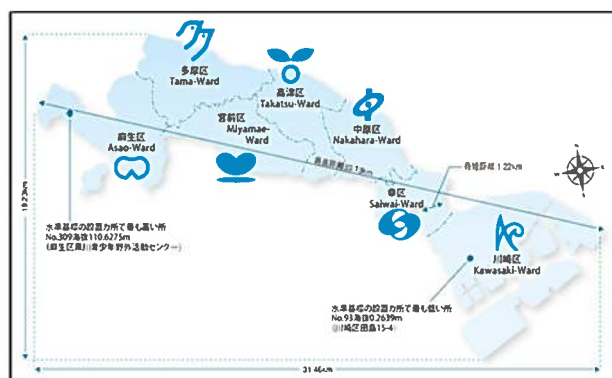 多摩区
Tama-Ward
高津区
Takatsu-Ward
宮前区
Miyamae-
Ward
中原区
Nakahara-Ward
麻生区
Asao-Ward
幸区
Saiwai-Ward
川崎区
Kawasaki-Ward
水準基標の設置カ所で最も高い所
No.309海抜110.6275m
水準基標の設置カ所で最も低い所
No.93海抜0.2639m
31.46km